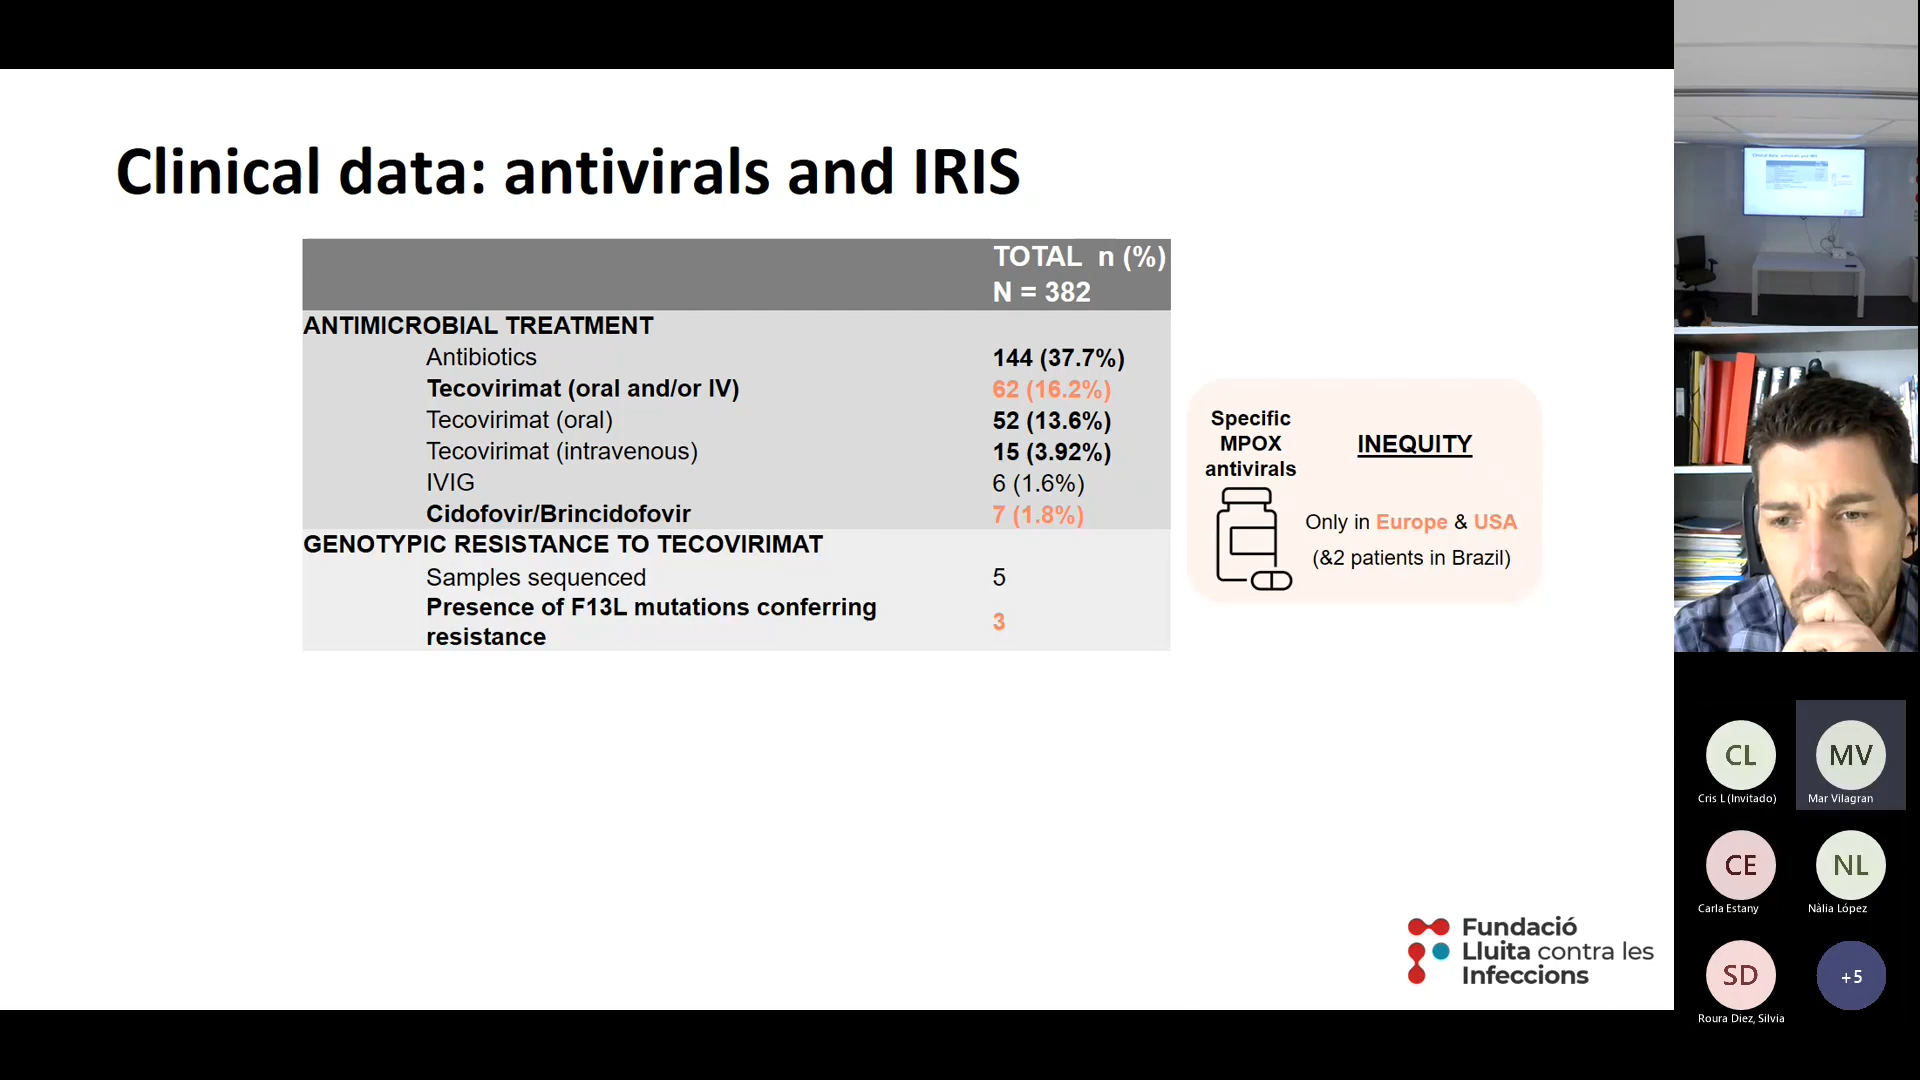 Clinical data: antivirals and IRIS
TOTAL n (%)
N = 382
ANTIMICROBIAL TREATMENT
Antibiotics 144 (37.7%)
Tecovirimat (oral and/or IV) 62 (16.2%)
Tecovirimat (oral) 52 (13.6%)
Tecovirimat (intravenous) 15 (3.92%)
IVIG 6 (1.6%)
Cidofovir/Brincidofovir 7 (1.8%)
GENOTYPIC RESISTANCE TO TECOVIRIMAT
Samples sequenced 5
Presence of F13L mutations conferring
resistance
3
Specific
MPOX
antivirals
INEQUITY
Only in Europe & USA
(&2 patients in Brazil)
Fundació
Lluita contra les
Infeccions
CL
Cris L (Invitado)
MV
Mar Vilagran
CE
Carla Estany
NL
Nàlia López
SD
Roura Diez, Silvia
+5